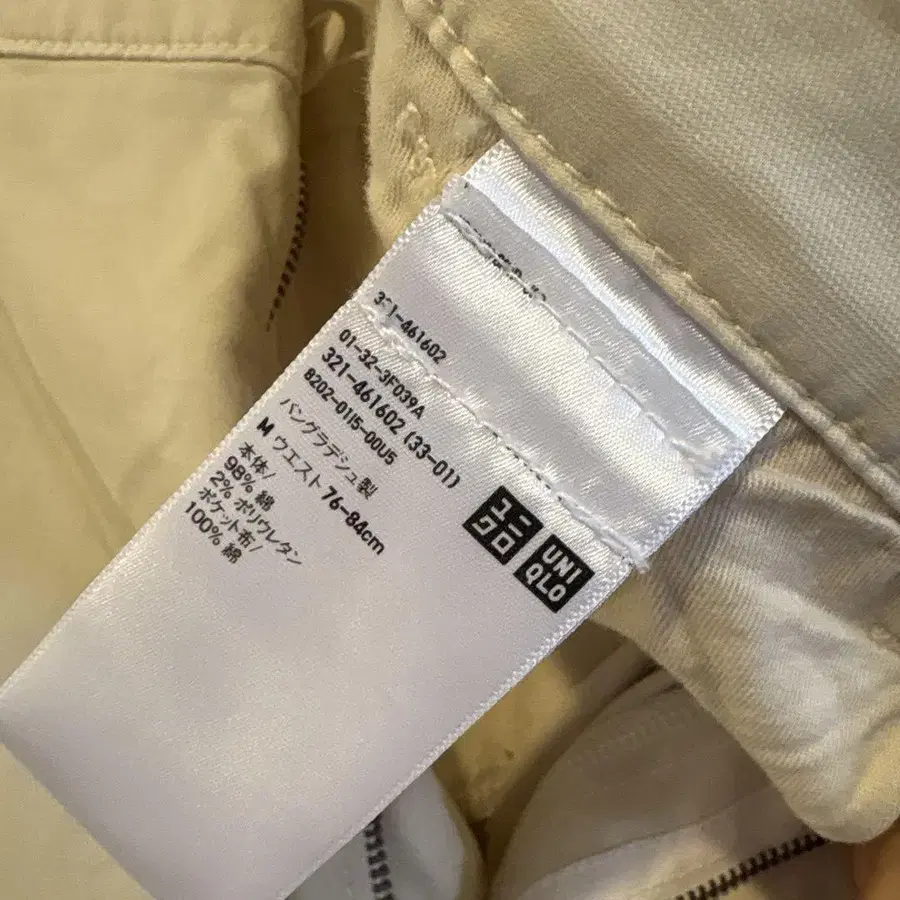 321-461602
01-32-3F039A
321-461602 (33-01)
8202-0115-00U5
バングラデシュ製
M ウエスト 76-84cm
本体/
98% 綿
2% ポリウレタン
ポケット布/
100% 綿
ユニ
クロ
UNI
QLO